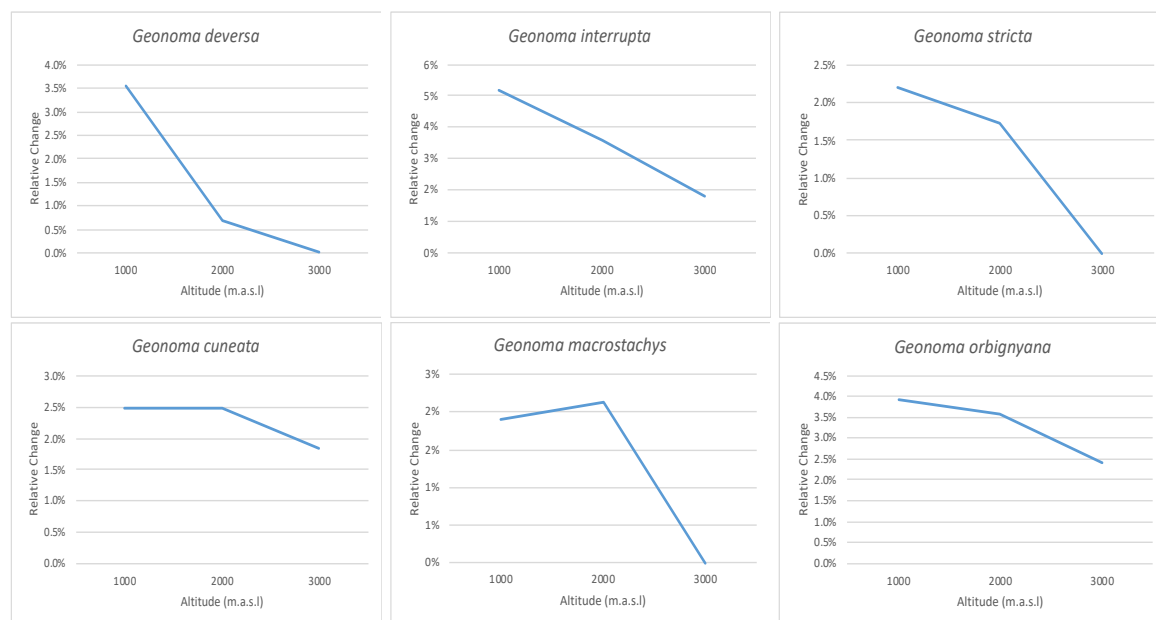 Geonoma deversa
4.0%
3.5%
3.0%
2.5%
2.0%
1.5%
1.0%
0.5%
0.0%
Relative Change
1000 2000 3000
Altitude (m.a.s.l)
Geonoma interrupta
6%
5%
4%
3%
2%
1%
0%
Relative change
1000 2000 3000
Altitude (m.a.s.l)
Geonoma stricta
2.5%
2.0%
1.5%
1.0%
0.5%
0.0%
Relative Change
1000 2000 3000
Altitude (m.a.s.l)
Geonoma cuneata
3.0%
2.5%
2.0%
1.5%
1.0%
0.5%
0.0%
Relative Change
1000 2000 3000
Altitude (m.a.s.l)
Geonoma macrostachys
3%
2%
2%
1%
1%
0%
Relative Change
1000 2000 3000
Altitude (m.a.s.l)
Geonoma orbignyana
4.5%
4.0%
3.5%
3.0%
2.5%
2.0%
1.5%
1.0%
0.5%
0.0%
Relative Change
1000 2000 3000
Altitude (m.a.s.l)